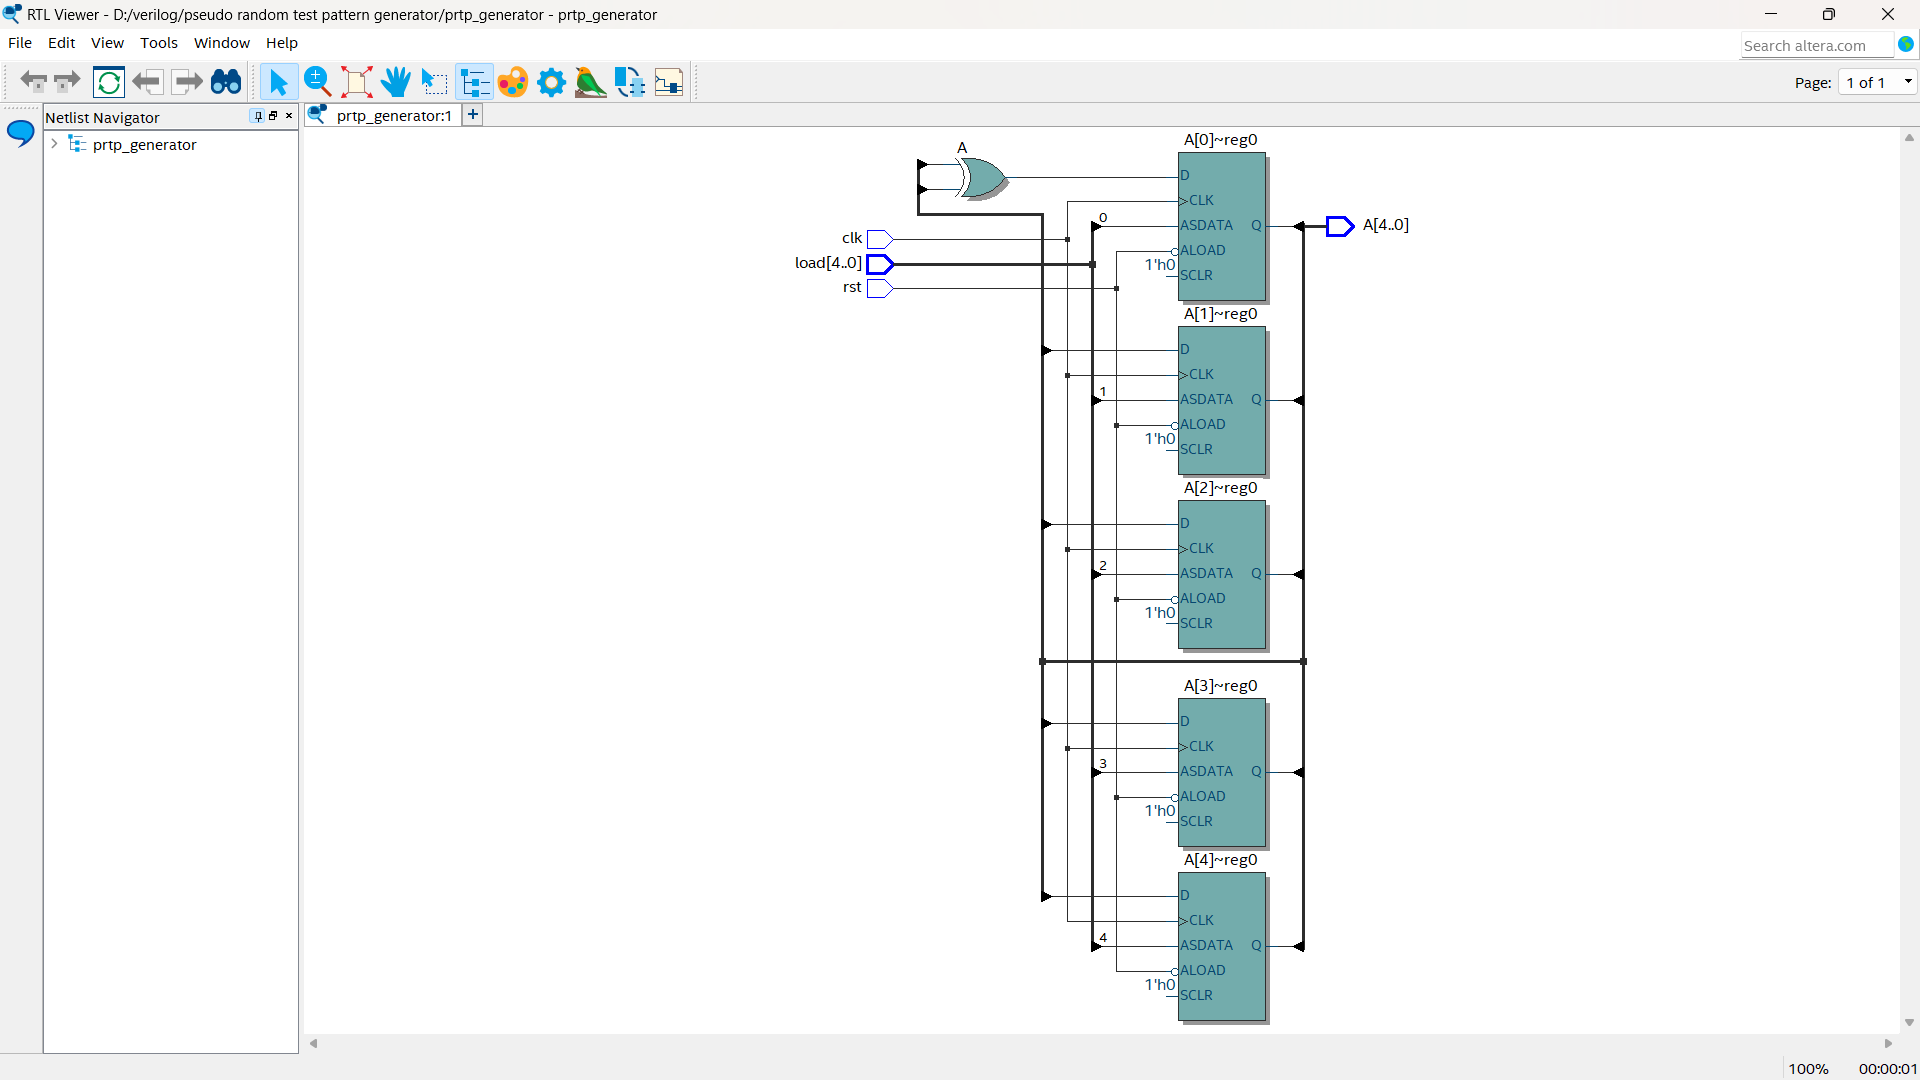 RTL Viewer - D:/verilog/pseudo random test pattern generator/prtp_generator - prtp_generator
File Edit View Tools Window Help
Search altera.com
Page: 1 of 1
Netlist Navigator
prtp_generator
prtp_generator:1
A
clk
load[4..0]
rst
A[0]~reg0
D
CLK
0
ASDATA Q
ALOAD
1'h0
SCLR
A[4..0]
A[1]~reg0
D
CLK
1
ASDATA Q
ALOAD
1'h0
SCLR
A[2]~reg0
D
CLK
2
ASDATA Q
ALOAD
1'h0
SCLR
A[3]~reg0
D
CLK
3
ASDATA Q
ALOAD
1'h0
SCLR
A[4]~reg0
D
CLK
4
ASDATA Q
ALOAD
1'h0
SCLR
100% 00:00:01